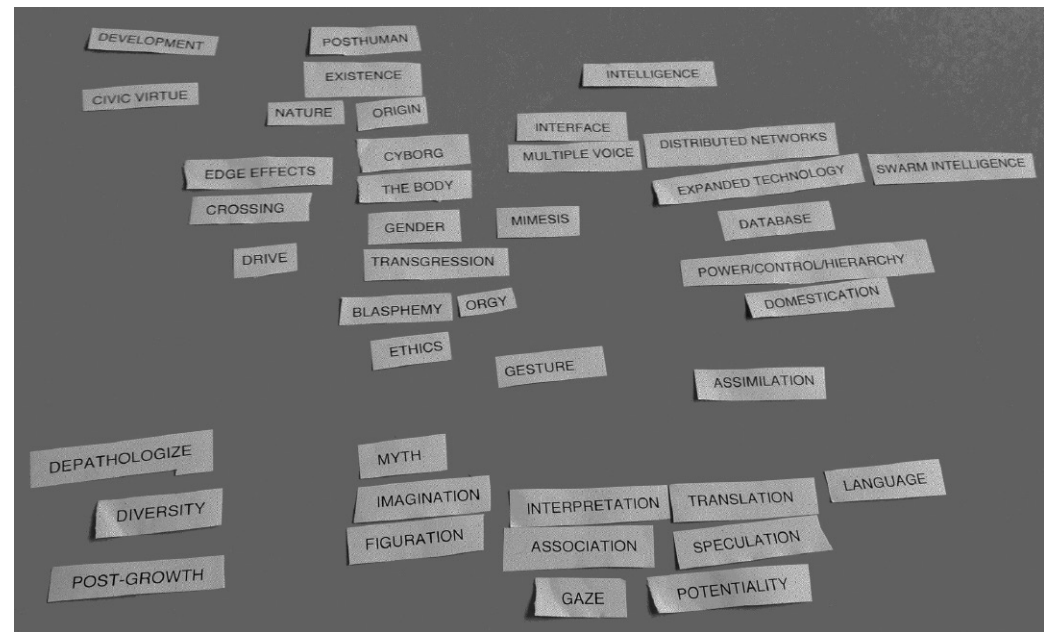 DEVELOPMENT
POSTHUMAN
EXISTENCE
INTELLIGENCE
CIVIC VIRTUE
NATURE
ORIGIN
INTERFACE
DISTRIBUTED NETWORKS
CYBORG
MULTIPLE VOICE
EDGE EFFECTS
EXPANDED TECHNOLOGY
SWARM INTELLIGENCE
THE BODY
CROSSING
GENDER
MIMESIS
DATABASE
DRIVE
TRANSGRESSION
POWER/CONTROL/HIERARCHY
BLASPHEMY
ORGY
DOMESTICATION
ETHICS
GESTURE
ASSIMILATION
DEPATHOLOGIZE
MYTH
LANGUAGE
DIVERSITY
IMAGINATION
INTERPRETATION
TRANSLATION
FIGURATION
ASSOCIATION
SPECULATION
POST-GROWTH
GAZE
POTENTIALITY